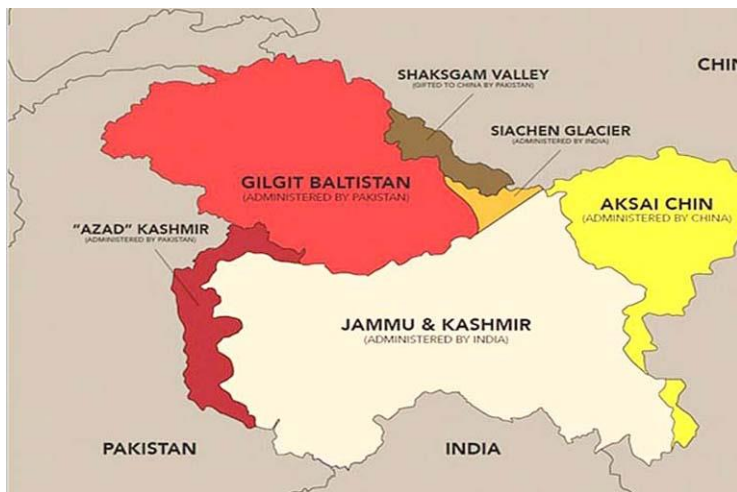 CHIN
SHAKSGAM VALLEY
(GIFTED TO CHINA BY PAKISTAN)
SIACHEN GLACIER
(ADMINISTERED BY INDIA)
GILGIT BALTISTAN
(ADMINISTERED BY PAKISTAN)
AKSAI CHIN
(ADMINISTERED BY CHINA)
"AZAD" KASHMIR
(ADMINISTERED BY PAKISTAN)
JAMMU & KASHMIR
(ADMINISTERED BY INDIA)
PAKISTAN
INDIA